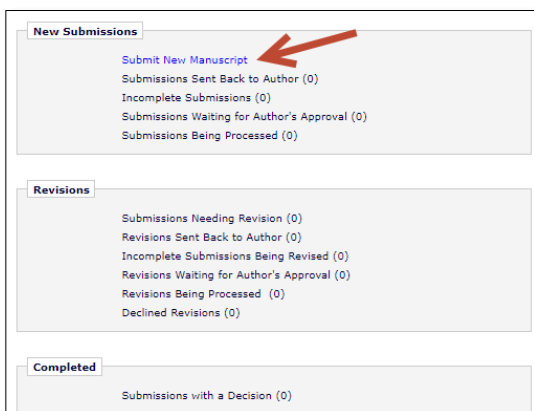 New Submissions
Submit New Manuscript
Submissions Sent Back to Author (0)
Incomplete Submissions (0)
Submissions Waiting for Author's Approval (0)
Submissions Being Processed (0)
Revisions
Submissions Needing Revision (0)
Revisions Sent Back to Author (0)
Incomplete Submissions Being Revised (0)
Revisions Waiting for Author's Approval (0)
Revisions Being Processed (0)
Declined Revisions (0)
Completed
Submissions with a Decision (0)